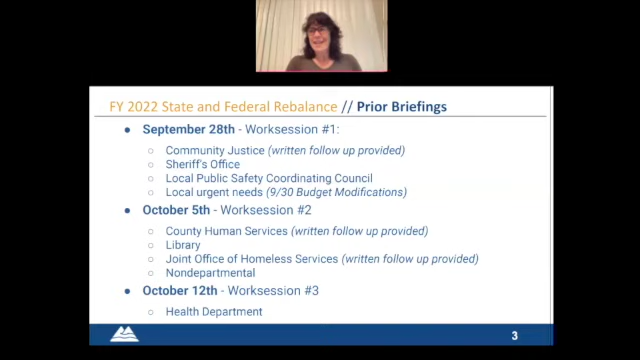 FY 2022 State and Federal Rebalance // Prior Briefings
● September 28th - Worksession #1:
○ Community Justice (written follow up provided)
○ Sheriff's Office
○ Local Public Safety Coordinating Council
○ Local urgent needs (9/30 Budget Modifications)
● October 5th - Worksession #2
○ County Human Services (written follow up provided)
○ Library
○ Joint Office of Homeless Services (written follow up provided)
○ Nondepartmental
● October 12th - Worksession #3
○ Health Department
3